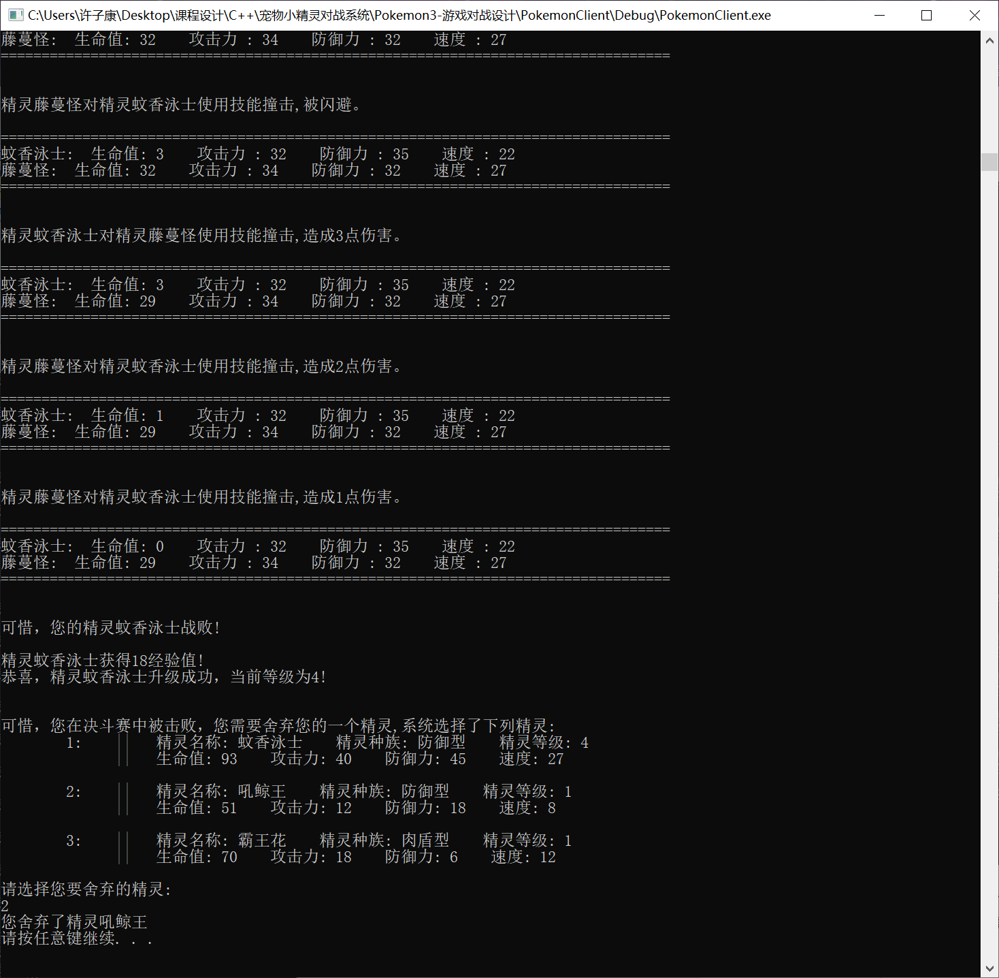 C:\Users\许子康\Desktop\课程设计\C++\宠物小精灵对战系统\Pokemon3-游戏对战设计\PokemonClient\Debug\PokemonClient.exe
藤蔓怪: 生命值: 32 攻击力 : 34 防御力 : 32 速度 : 27
==================================================================================
精灵藤蔓怪对精灵蚊香泳士使用技能撞击,被闪避。
==================================================================================
蚊香泳士: 生命值: 3 攻击力 : 32 防御力 : 35 速度 : 22
藤蔓怪: 生命值: 32 攻击力 : 34 防御力 : 32 速度 : 27
==================================================================================
精灵蚊香泳士对精灵藤蔓怪使用技能撞击,造成3点伤害。
==================================================================================
蚊香泳士: 生命值: 3 攻击力 : 32 防御力 : 35 速度 : 22
藤蔓怪: 生命值: 29 攻击力 : 34 防御力 : 32 速度 : 27
==================================================================================
精灵藤蔓怪对精灵蚊香泳士使用技能撞击,造成2点伤害。
==================================================================================
蚊香泳士: 生命值: 1 攻击力 : 32 防御力 : 35 速度 : 22
藤蔓怪: 生命值: 29 攻击力 : 34 防御力 : 32 速度 : 27
==================================================================================
精灵藤蔓怪对精灵蚊香泳士使用技能撞击,造成1点伤害。
==================================================================================
蚊香泳士: 生命值: 0 攻击力 : 32 防御力 : 35 速度 : 22
藤蔓怪: 生命值: 29 攻击力 : 34 防御力 : 32 速度 : 27
==================================================================================
可惜，您的精灵蚊香泳士战败!
精灵蚊香泳士获得18经验值!
恭喜，精灵蚊香泳士升级成功，当前等级为4!
可惜，您在决斗赛中被击败，您需要舍弃您的一个精灵,系统选择了下列精灵:
1: || 精灵名称: 蚊香泳士 精灵种族: 防御型 精灵等级: 4
|| 生命值: 93 攻击力: 40 防御力: 45 速度: 27
2: || 精灵名称: 吼鲸王 精灵种族: 防御型 精灵等级: 1
|| 生命值: 51 攻击力: 12 防御力: 18 速度: 8
3: || 精灵名称: 霸王花 精灵种族: 肉盾型 精灵等级: 1
|| 生命值: 70 攻击力: 18 防御力: 6 速度: 12
请选择您要舍弃的精灵:
2
您舍弃了精灵吼鲸王
请按任意键继续. . .